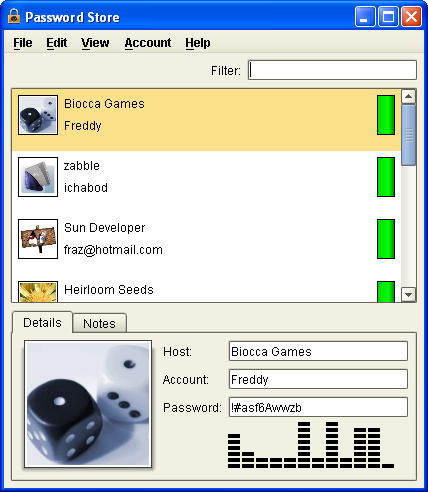 Password Store
File Edit View Account Help
Filter:
Biocca Games
Freddy
zabble
ichabod
Sun Developer
fraz@hotmail.com
Heirloom Seeds
Details Notes
Host: Biocca Games
Account: Freddy
Password: !#asf6Awwzb